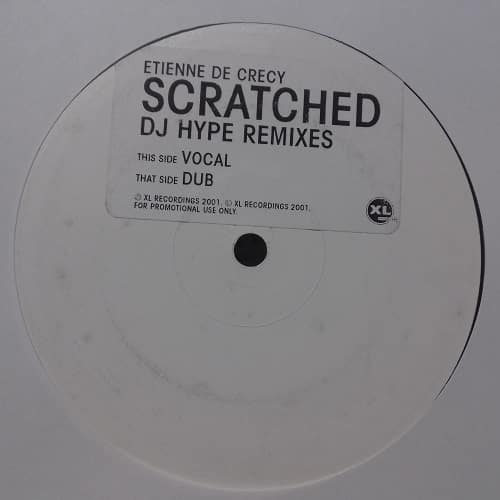 ETIENNE DE CRECY
SCRATCHED
DJ HYPE REMIXES
THIS SIDE VOCAL
THAT SIDE DUB
℗ XL RECORDINGS 2001. © XL RECORDINGS 2001.
FOR PROMOTIONAL USE ONLY.
XL